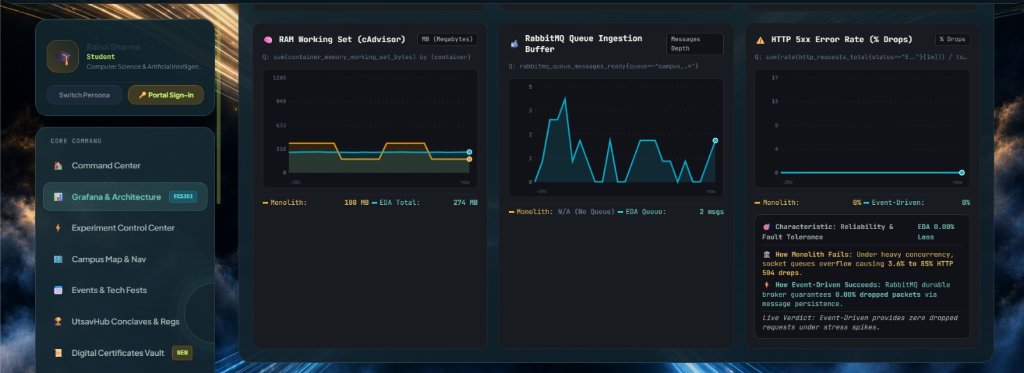 Rahul Sharma
Student
Computer Science & Artificial Intelligen..
Switch Persona
Portal Sign-In
CORE COMMAND
Command Center
Grafana & Architecture
ECS351
Experiment Control Center
Campus Map & Nav
Events & Tech Fests
UtsavHub Conclaves & Regs
Digital Certificates Vault
NEW
RAM Working Set (cAdvisor)
MB (Megabytes)
Q: sum(container_memory_working_set_bytes) by (container)
1265
948
633
316
0
-30s
now
Monolith: 180 MB
EDA Total: 274 MB
RabbitMQ Queue Ingestion
Buffer
Messages
Depth
Q: rabbitmq_queue_messages_ready{queue=~"campus_.*"}
5
3
2
1
0
-30s
now
Monolith: N/A (No Queue)
EDA Queue: 2 msgs
HTTP 5xx Error Rate (% Drops)
% Drops
Q: sum(rate(http_requests_total{status=~"5.."}[1m])) / to…
17
13
9
4
0
-30s
now
Monolith: 0%
Event-Driven: 0%
Characteristic: Reliability &
Fault Tolerance
EDA 0.00%
Loss
How Monolith Fails: Under heavy concurrency,
socket queues overflow causing 3.6% to 85% HTTP
504 drops.
How Event-Driven Succeeds: RabbitMQ durable
broker guarantees 0.00% dropped packets via
message persistence.
Live Verdict: Event-Driven provides zero dropped
requests under stress spikes.